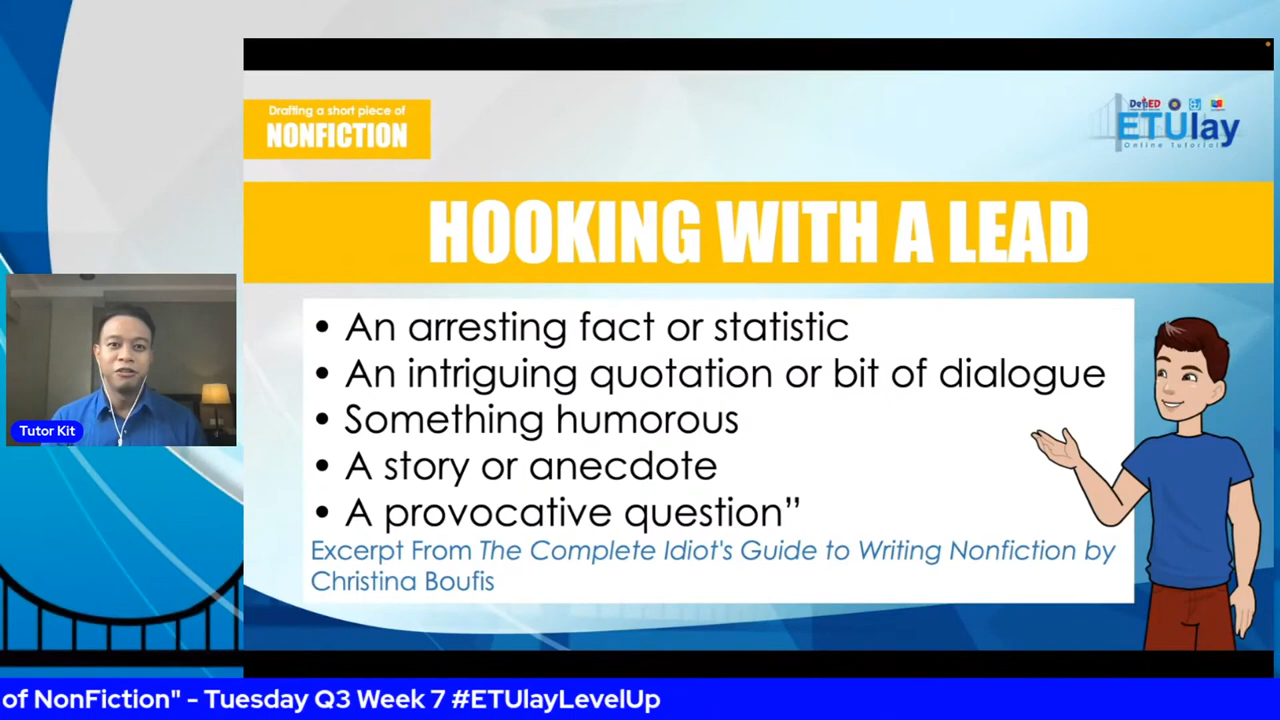 Drafting a short piece of
NONFICTION
DepED
ETUlay
Online Tutorial
HOOKING WITH A LEAD
• An arresting fact or statistic
• An intriguing quotation or bit of dialogue
• Something humorous
• A story or anecdote
• A provocative question”
Excerpt From The Complete Idiot's Guide to Writing Nonfiction by
Christina Boufis
Tutor Kit
of NonFiction" - Tuesday Q3 Week 7 #ETUlayLevelUp